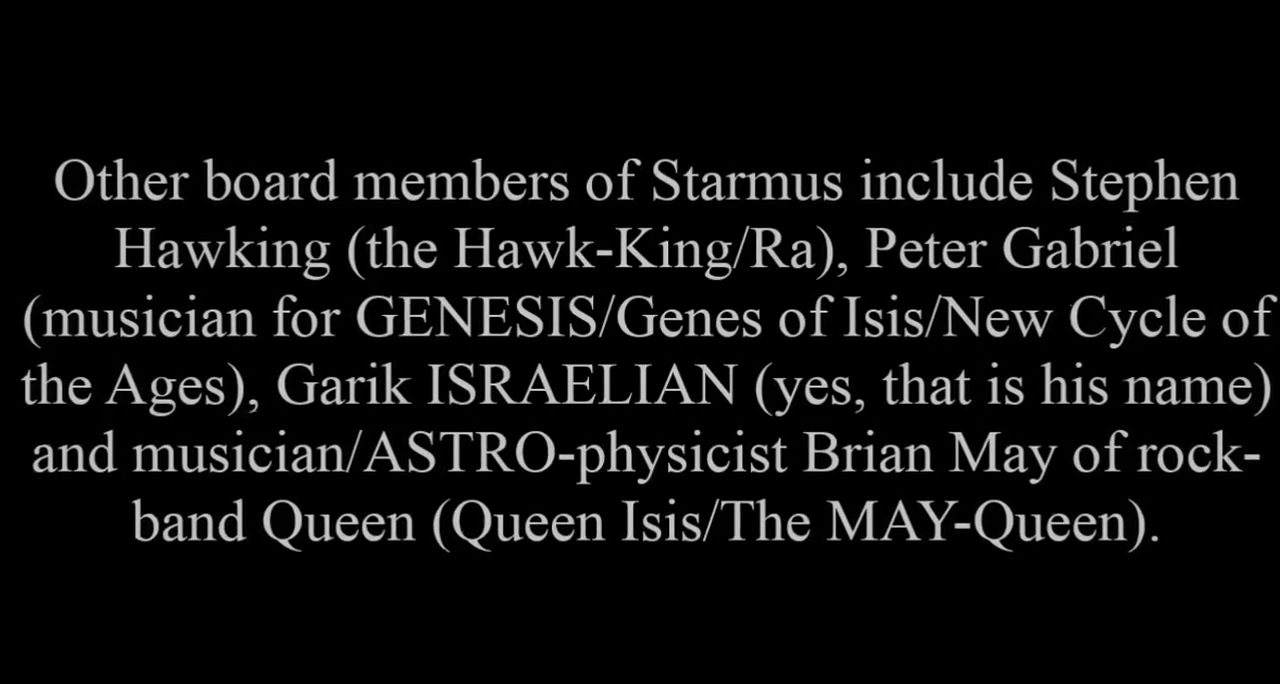 Other board members of Starmus include Stephen
Hawking (the Hawk-King/Ra), Peter Gabriel
(musician for GENESIS/Genes of Isis/New Cycle of
the Ages), Garik ISRAELIAN (yes, that is his name)
and musician/ASTRO-physicist Brian May of rock-
band Queen (Queen Isis/The MAY-Queen).